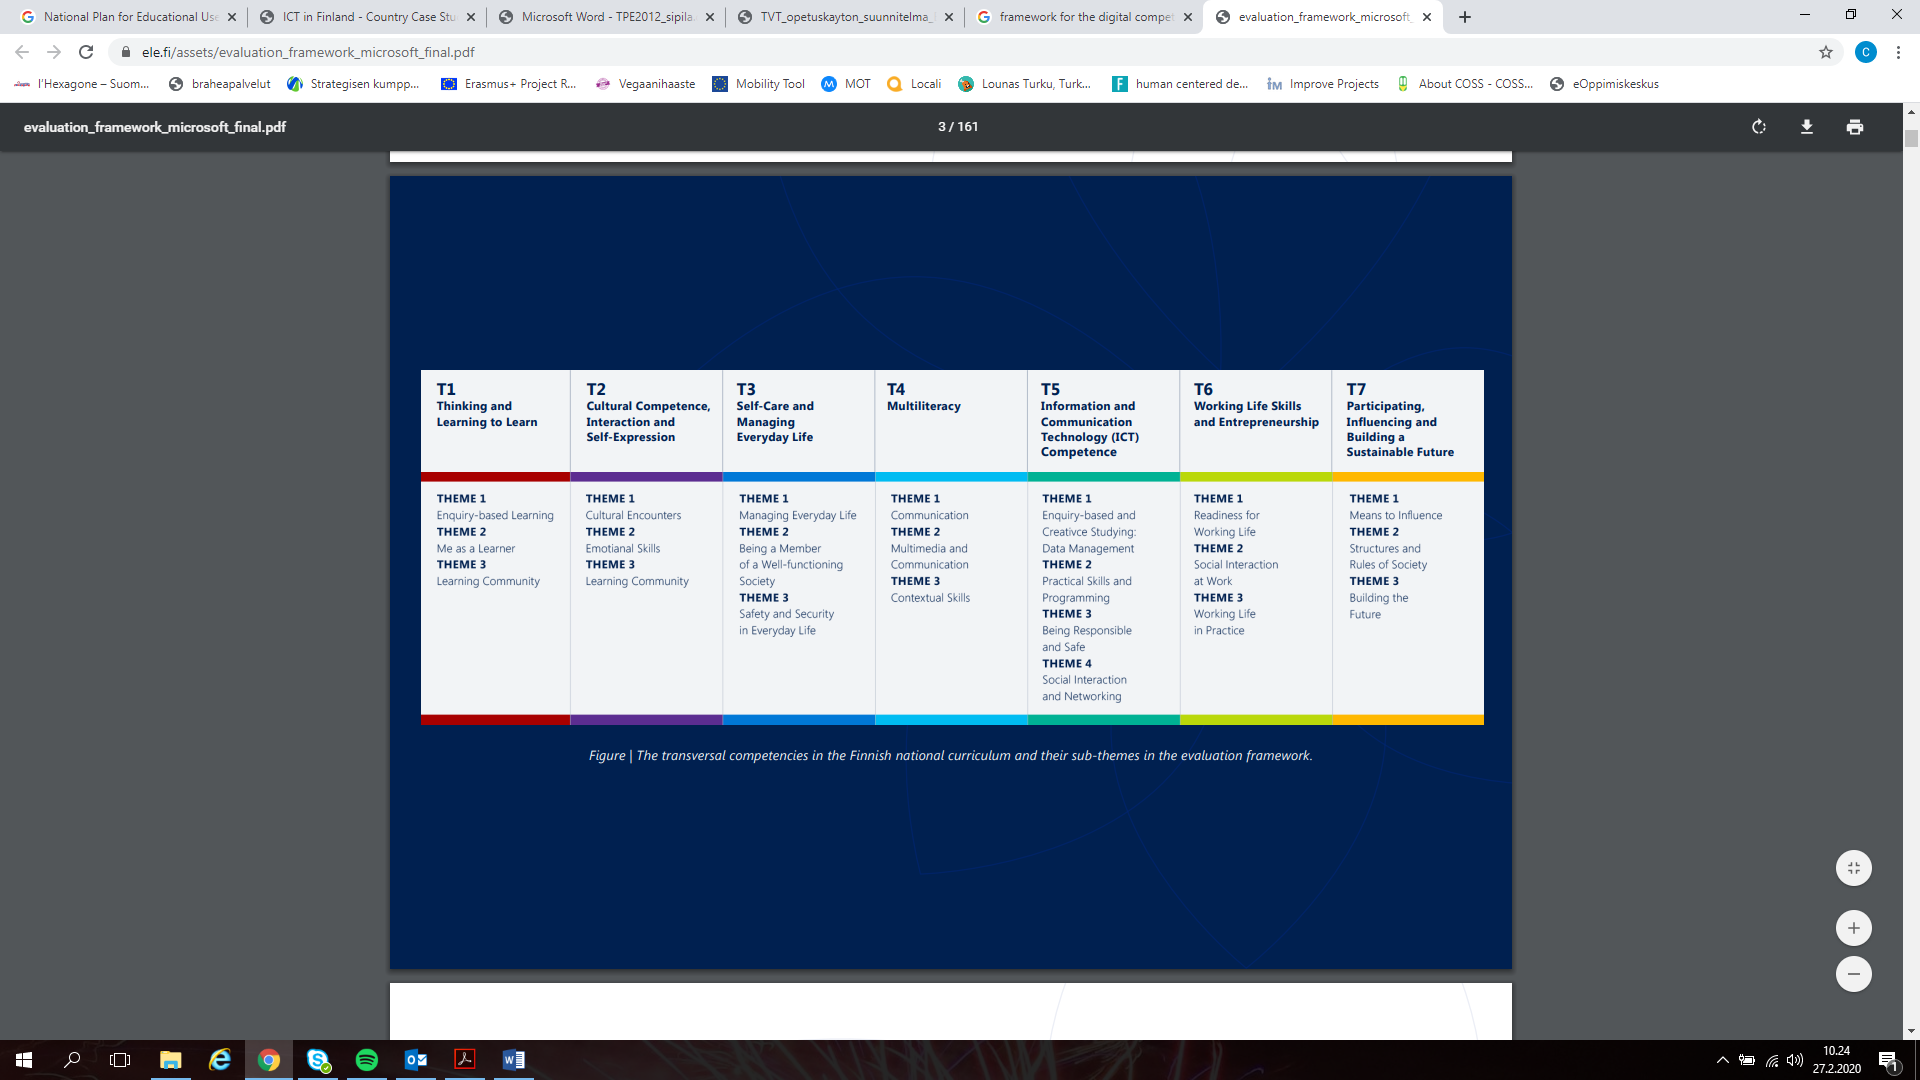 National Plan for Educational Use
ICT in Finland - Country Case Stu
Microsoft Word - TPE2012_sipila.
TVT_opetuskayton_suunnitelma_
framework for the digital compet
evaluation_framework_microsoft_
ele.fi/assets/evaluation_framework_microsoft_final.pdf
C
l'Hexagone – Suom...
braheapalvelut
Strategisen kumpp...
Erasmus+ Project R...
Vegaanihaaste
Mobility Tool
MOT
Locali
Lounas Turku, Turk...
human centered de...
Improve Projects
About COSS - COSS...
eOppimiskeskus
evaluation_framework_microsoft_final.pdf
3 / 161
T1
Thinking and
Learning to Learn
THEME 1
Enquiry-based Learning
THEME 2
Me as a Learner
THEME 3
Learning Community
T2
Cultural Competence,
Interaction and
Self-Expression
THEME 1
Cultural Encounters
THEME 2
Emotianal Skills
THEME 3
Learning Community
T3
Self-Care and
Managing
Everyday Life
THEME 1
Managing Everyday Life
THEME 2
Being a Member
of a Well-functioning
Society
THEME 3
Safety and Security
in Everyday Life
T4
Multiliteracy
THEME 1
Communication
THEME 2
Multimedia and
Communication
THEME 3
Contextual Skills
T5
Information and
Communication
Technology (ICT)
Competence
THEME 1
Enquiry-based and
Creativce Studying:
Data Management
THEME 2
Practical Skills and
Programming
THEME 3
Being Responsible
and Safe
THEME 4
Social Interaction
and Networking
T6
Working Life Skills
and Entrepreneurship
THEME 1
Readiness for
Working Life
THEME 2
Social Interaction
at Work
THEME 3
Working Life
in Practice
T7
Participating,
Influencing and
Building a
Sustainable Future
THEME 1
Means to Influence
THEME 2
Structures and
Rules of Society
THEME 3
Building the
Future
Figure | The transversal competencies in the Finnish national curriculum and their sub-themes in the evaluation framework.
10.24
27.2.2020
1